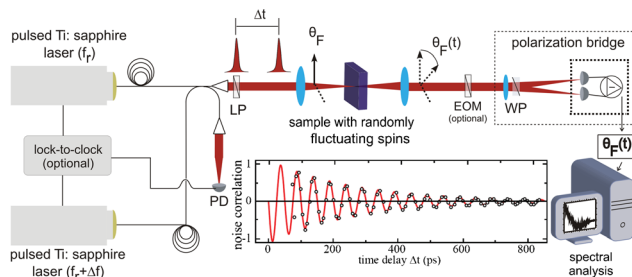 pulsed Ti: sapphire
laser (fr)
lock-to-clock
(optional)
pulsed Ti: sapphire
laser (fr+Δf)
PD
Δt
LP
θF
sample with randomly
fluctuating spins
θF(t)
EOM
(optional)
WP
polarization bridge
θF(t)
spectral
analysis
noise correlation
1
0
-1
0
200
400
600
800
time delay Δt (ps)